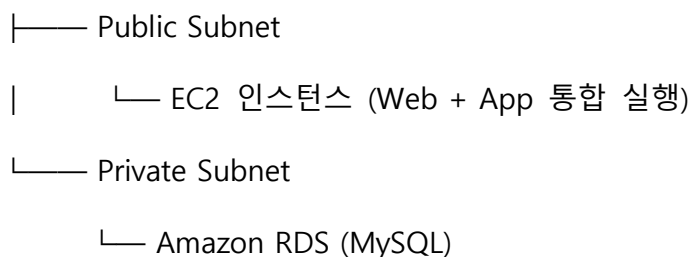 ├── Public Subnet
│ └── EC2 인스턴스 (Web + App 통합 실행)
└── Private Subnet
└── Amazon RDS (MySQL)